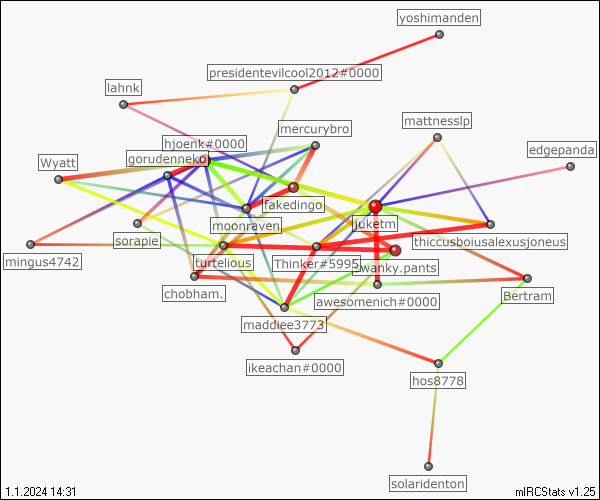 yoshimanden
presidentevilcool2012#0000
lahnk
mercurybro
mattnesslp
hjoenk#0000
edgepanda
gorudenneko
Wyatt
fakedingo
moonraven
juketm
sorapie
thiccusboiusalexusjoneus
mingus4742
turtelious
Thinker#5995
swanky.pants
chobham.
awesomenich#0000
Bertram
maddiee3773
ikeachan#0000
hos8778
solaridenton
1.1.2024 14:31
mIRCStats v1.25